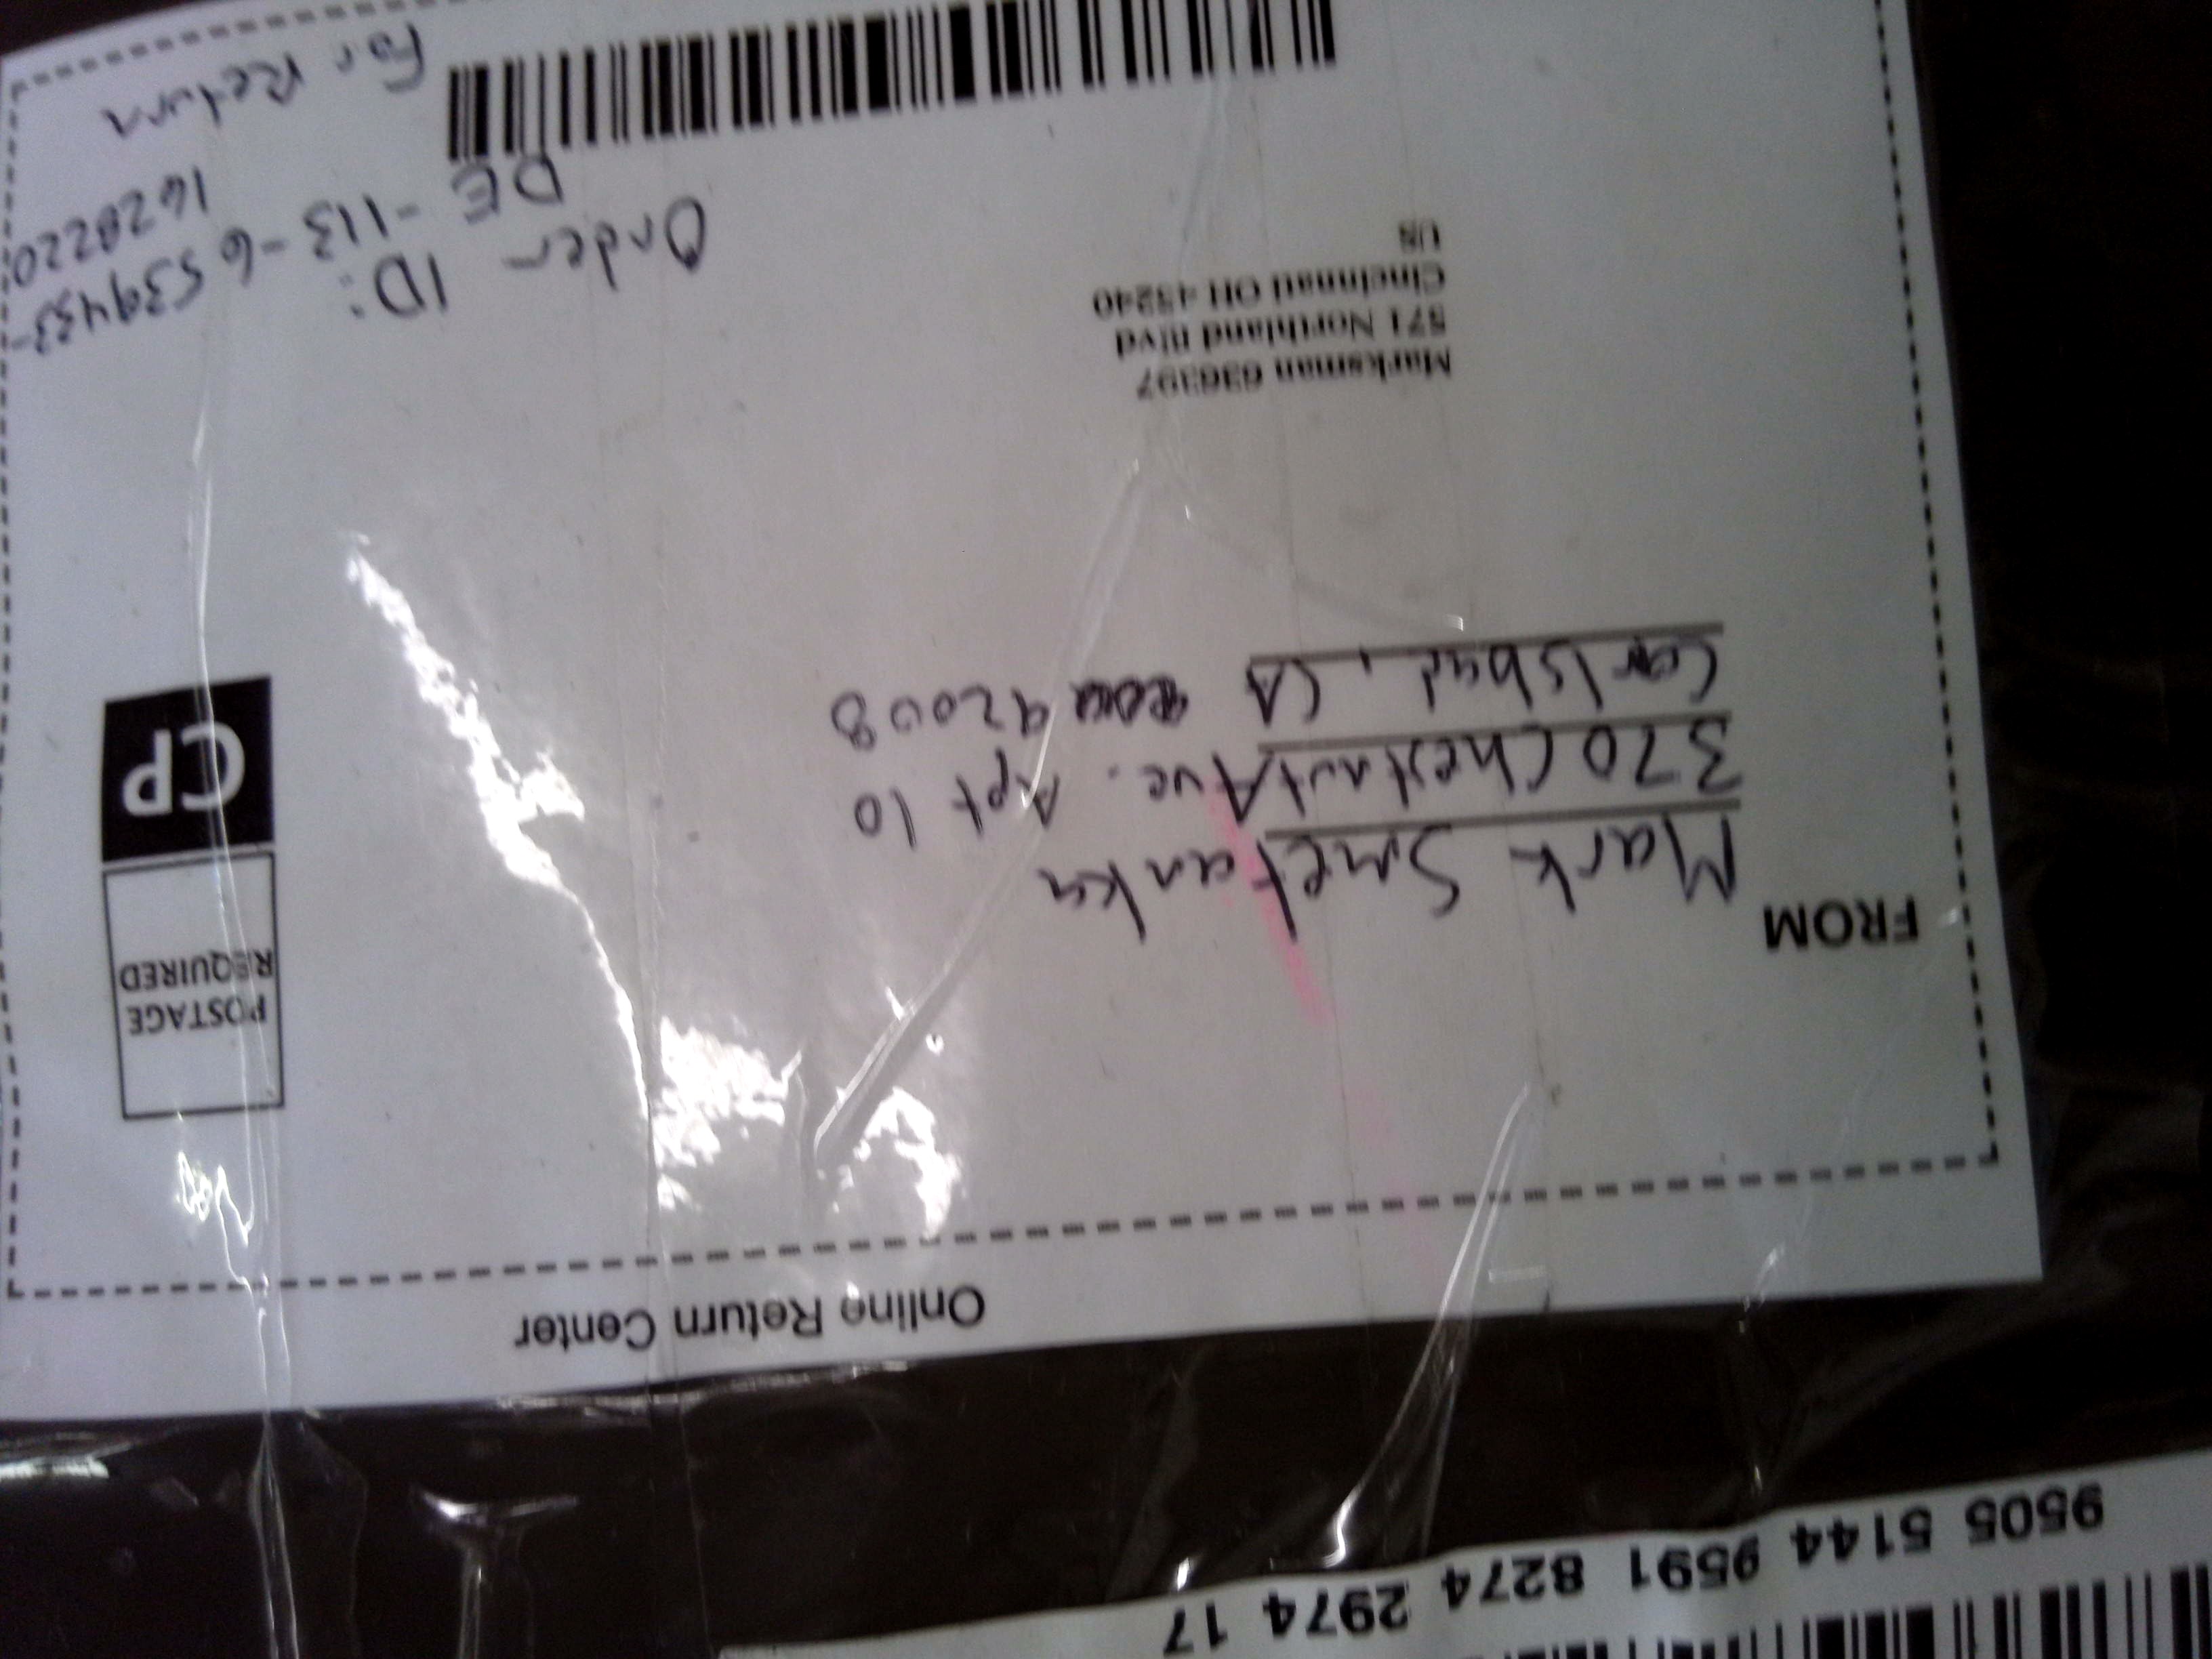 9505 5144 9591 8274 2974 17
Online Return Center
POSTAGE
REQUIRED
CP
FROM
Mark Smetanka
370 Chestnut Ave. Apt 10
Carlsbad, CA 92008
Marksman 636397
571 Northland Blvd
Cincinnati OH 45240
US
Order ID:
DE -113-6539433-
1628220
For Return